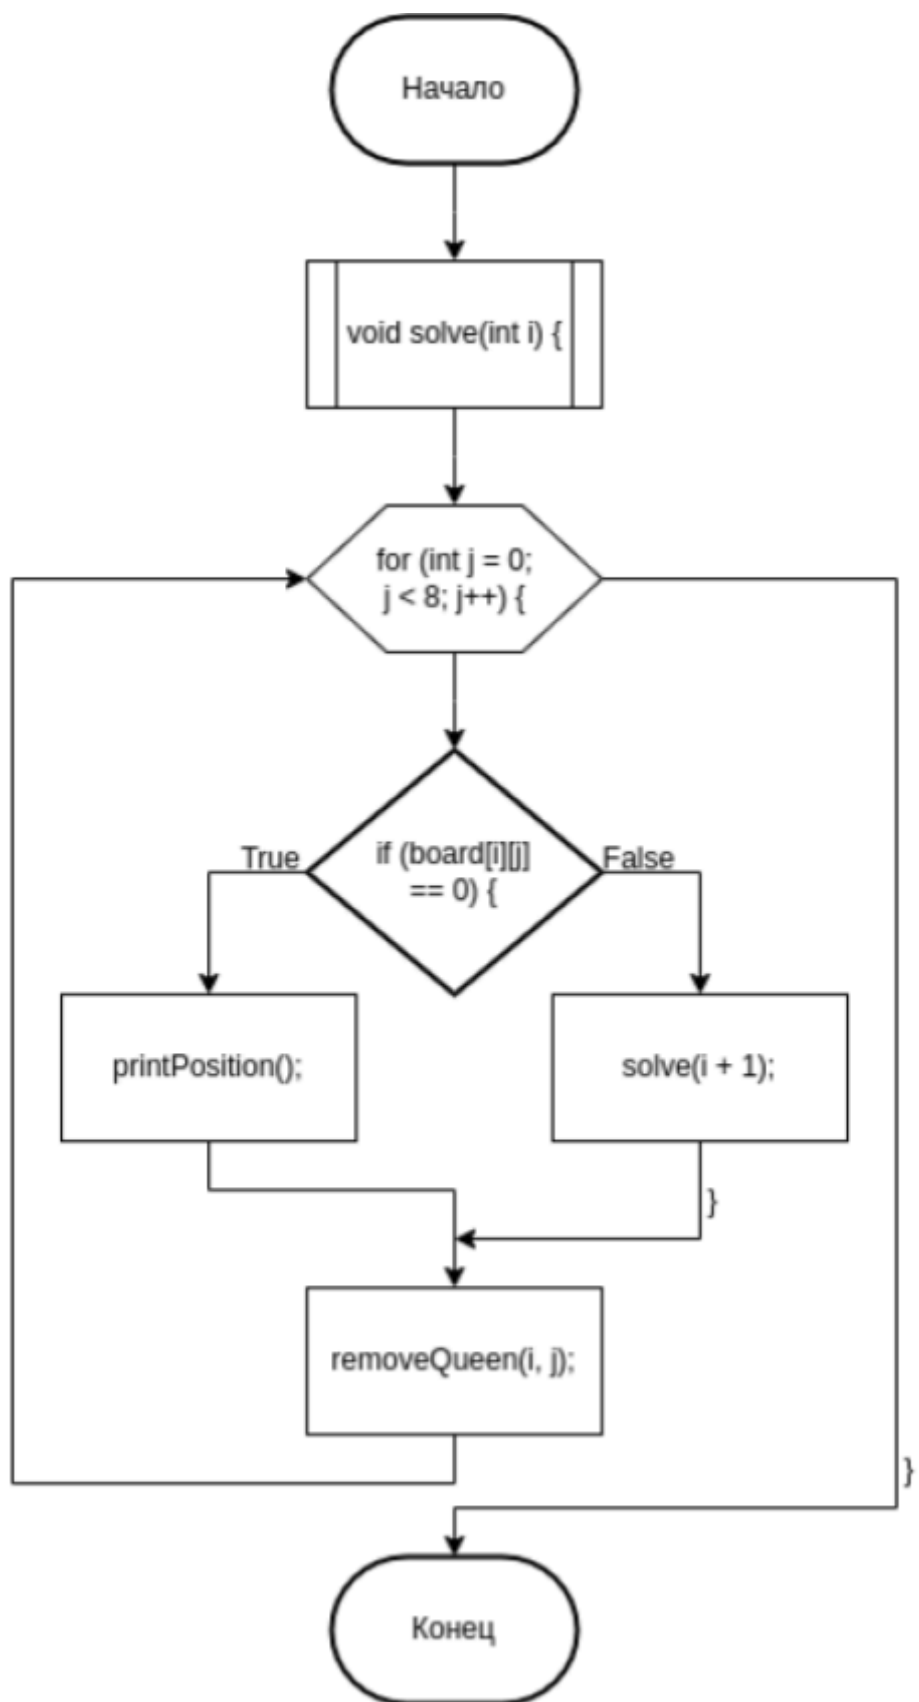 Начало
void solve(int i) {
for (int j = 0;
j < 8; j++) {
if (board[i][j]
== 0) {
True
False
printPosition();
solve(i + 1);
}
removeQueen(i, j);
}
Конец